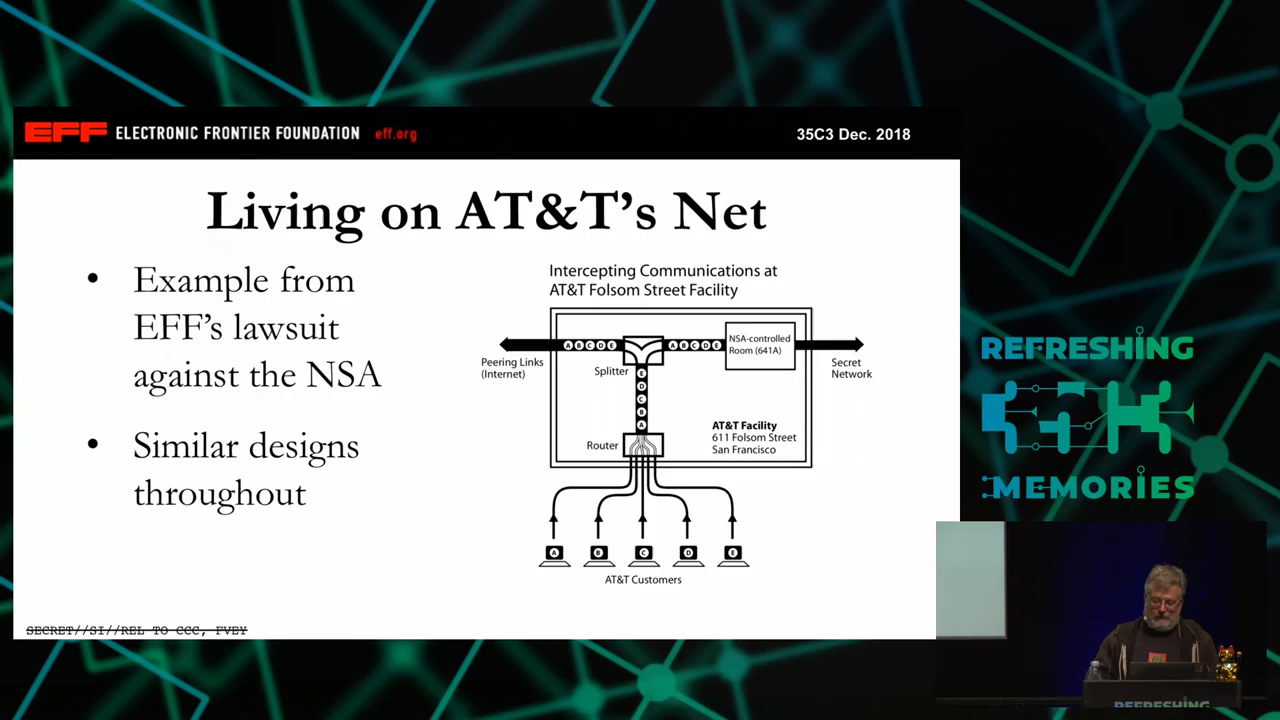 EFF ELECTRONIC FRONTIER FOUNDATION eff.org
35C3 Dec. 2018
Living on AT&T's Net
• Example from
EFF's lawsuit
against the NSA
• Similar designs
throughout
Intercepting Communications at
AT&T Folsom Street Facility
A B C D E
A B C D E
NSA-controlled
Room (641A)
Peering Links
(Internet)
Splitter
Secret
Network
E
D
C
B
A
Router
AT&T Facility
611 Folsom Street
San Francisco
A B C D E
AT&T Customers
SECRET//SI//REL TO CCC, FVEY
REFRESHING
MEMORIES
REFRESHING